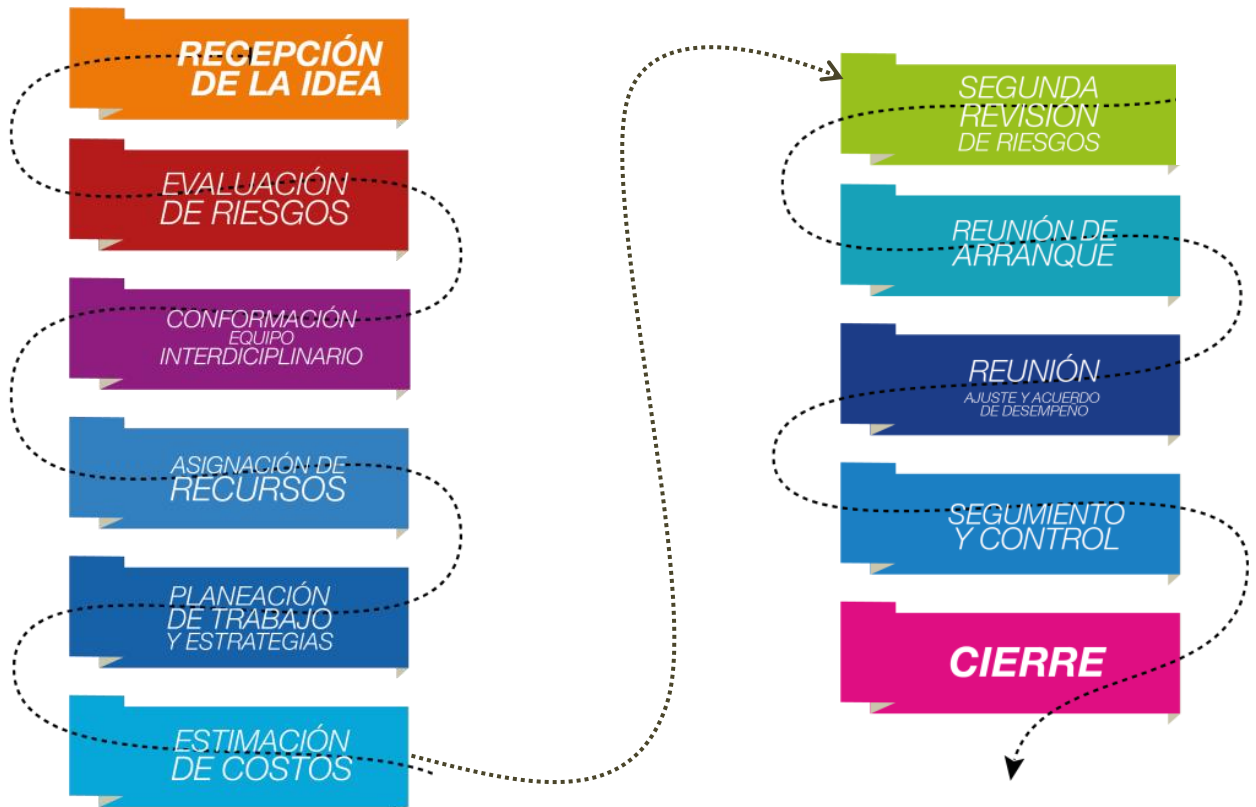 RECEPCIÓN
DE LA IDEA
EVALUACIÓN
DE RIESGOS
CONFORMACIÓN
EQUIPO
INTERDICIPLINARIO
ASIGNACIÓN DE
RECURSOS
PLANEACIÓN
DE TRABAJO
Y ESTRATEGIAS
ESTIMACIÓN
DE COSTOS
SEGUNDA
REVISIÓN
DE RIESGOS
REUNIÓN DE
ARRANQUE
REUNIÓN
AJUSTE Y ACUERDO
DE DESEMPEÑO
SEGUMIENTO
Y CONTROL
CIERRE